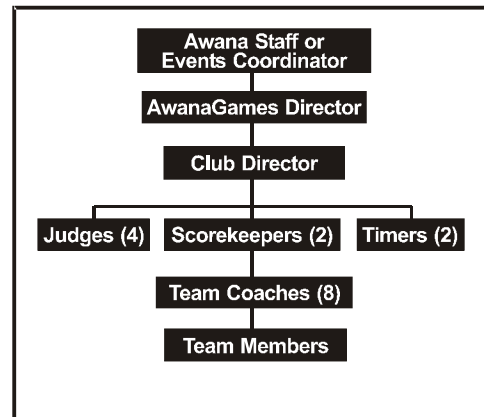 Awana Staff or
Events Coordinator
AwanaGames Director
Club Director
Judges (4)
Scorekeepers (2)
Timers (2)
Team Coaches (8)
Team Members